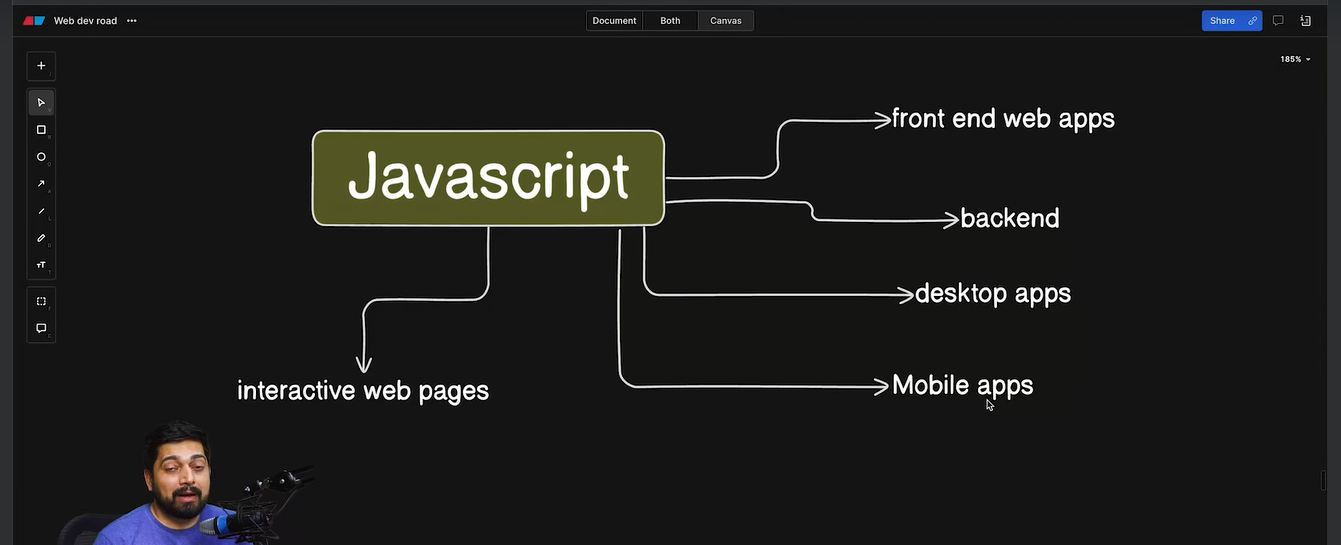 Web dev road
Document
Both
Canvas
Share
185%
Javascript
front end web apps
backend
desktop apps
Mobile apps
interactive web pages